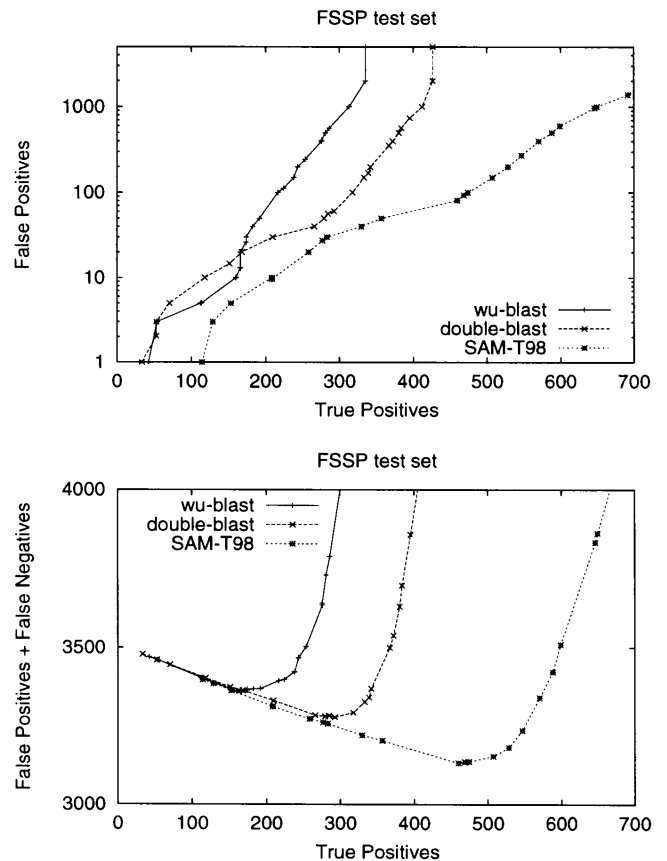 FSSP test set
False Positives
1000
100
10
1
wu-blast
double-blast
SAM-T98
0 100 200 300 400 500 600 700
True Positives
FSSP test set
False Positives + False Negatives
4000
3500
3000
wu-blast
double-blast
SAM-T98
0 100 200 300 400 500 600 700
True Positives